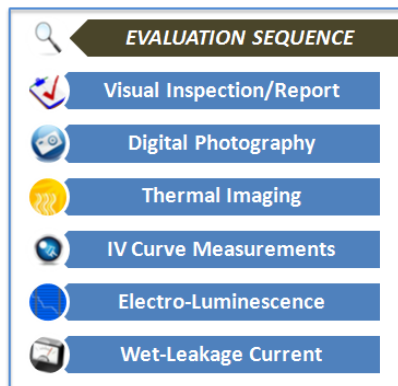 EVALUATION SEQUENCE
Visual Inspection/Report
Digital Photography
Thermal Imaging
IV Curve Measurements
Electro-Luminescence
Wet-Leakage Current